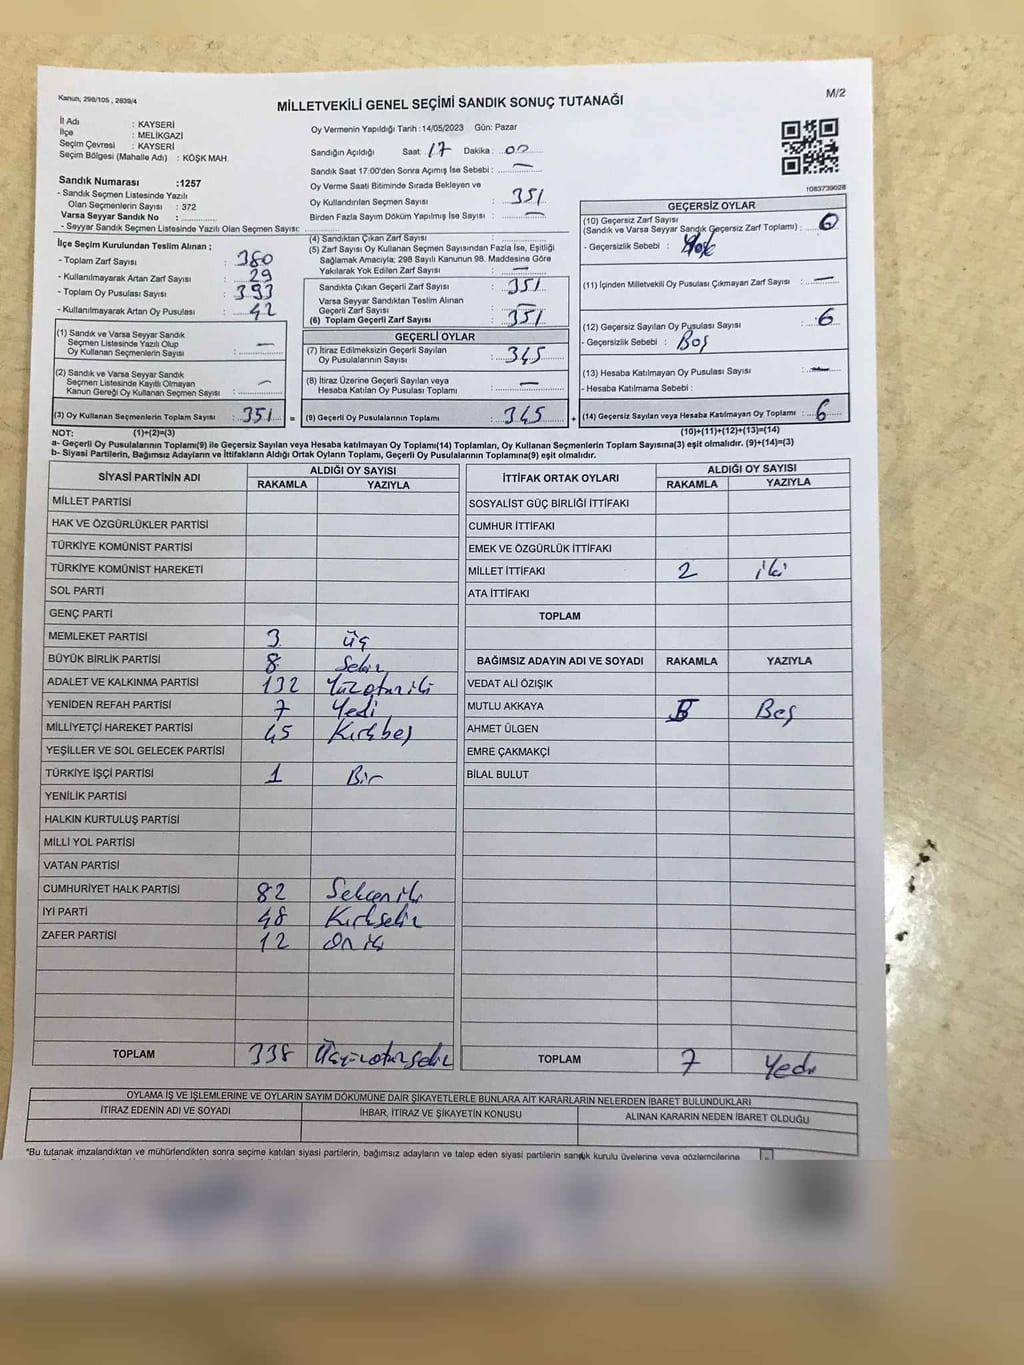 Kanun; 298/105 , 2839/4
MİLLETVEKİLİ GENEL SEÇİMİ SANDIK SONUÇ TUTANAĞI
M/2
İl Adı : KAYSERİ
İlçe : MELİKGAZİ
Seçim Çevresi : KAYSERİ
Seçim Bölgesi (Mahalle Adı) : KÖŞK MAH.
Sandık Numarası :1257
- Sandık Seçmen Listesinde Yazılı
Olan Seçmenlerin Sayısı : 372
Varsa Seyyar Sandık No :
- Seyyar Sandık Seçmen Listesinde Yazılı Olan Seçmen Sayısı:
Oy Vermenin Yapıldığı Tarih :14/05/2023 Gün: Pazar
Sandığın Açıldığı Saat: 17 Dakika : 00
Sandık Saat 17:00'den Sonra Açımış İse Sebebi : —
Oy Verme Saati Bitiminde Sırada Bekleyen ve
Oy Kullandırılan Seçmen Sayısı : 351
Birden Fazla Sayım Döküm Yapılmış İse Sayısı : —
1083739028
İlçe Seçim Kurulundan Teslim Alınan ;
- Toplam Zarf Sayısı : 380
- Kullanılmayarak Artan Zarf Sayısı : 29
- Toplam Oy Pusulası Sayısı : 393
- Kullanılmayarak Artan Oy Pusulası : 42
(1) Sandık ve Varsa Seyyar Sandık
Seçmen Listesinde Yazılı Olup
Oy Kullanan Seçmenlerin Sayısı : —
(2) Sandık ve Varsa Seyyar Sandık
Seçmen Listesinde Kayıtlı Olmayan
Kanun Gereği Oy Kullanan Seçmen Sayısı : —
(3) Oy Kullanan Seçmenlerin Toplam Sayısı : 351 =
(4) Sandıktan Çıkan Zarf Sayısı :
(5) Zarf Sayısı Oy Kullanan Seçmen Sayısından Fazla İse, Eşitliği
Sağlamak Amacıyla; 298 Sayılı Kanunun 98. Maddesine Göre
Yakılarak Yok Edilen Zarf Sayısı : —
Sandıkta Çıkan Geçerli Zarf Sayısı : 351
Varsa Seyyar Sandıktan Teslim Alınan
Geçerli Zarf Sayısı : —
(6) Toplam Geçerli Zarf Sayısı : 351
GEÇERLİ OYLAR
(7) İtiraz Edilmeksizin Geçerli Sayılan
Oy Pusulalarının Sayısı : 345
(8) İtiraz Üzerine Geçerli Sayılan veya
Hesaba Katılan Oy Pusulası Toplamı : —
(9) Geçerli Oy Pusulalarının Toplamı : 345 +
GEÇERSİZ OYLAR
(10) Geçersiz Zarf Sayısı
(Sandık ve Varsa Seyyar Sandık Geçersiz Zarf Toplamı) :
- Geçersizlik Sebebi :
(11) İçinden Milletvekili Oy Pusulası Çıkmayan Zarf Sayısı : —
(12) Geçersiz Sayılan Oy Pusulası Sayısı : 6
- Geçersizlik Sebebi : Boş
(13) Hesaba Katılmayan Oy Pusulası Sayısı : —
- Hesaba Katılmama Sebebi :
(14) Geçersiz Sayılan veya Hesaba Katılmayan Oy Toplamı : 6
NOT: (1)+(2)=(3) (10)+(11)+(12)+(13)=(14)
a- Geçerli Oy Pusulalarının Toplamı(9) ile Geçersiz Sayılan veya Hesaba katılmayan Oy Toplamı(14) Toplamları, Oy Kullanan Seçmenlerin Toplam Sayısına(3) eşit olmalıdır. (9)+(14)=(3)
b- Siyasi Partilerin, Bağımsız Adayların ve İttifakların Aldığı Ortak Oyların Toplamı, Geçerli Oy Pusulalarının Toplamına(9) eşit olmalıdır.
SİYASİ PARTİNİN ADI ALDIĞI OY SAYISI
RAKAMLA YAZIYLA
MİLLET PARTİSİ
HAK VE ÖZGÜRLÜKLER PARTİSİ
TÜRKİYE KOMÜNİST PARTİSİ
TÜRKİYE KOMÜNİST HAREKETİ
SOL PARTİ
GENÇ PARTİ
MEMLEKET PARTİSİ 3 üç
BÜYÜK BİRLİK PARTİSİ 8 Sekiz
ADALET VE KALKINMA PARTİSİ 132 Yüzotuziki
YENİDEN REFAH PARTİSİ 7 Yedi
MİLLİYETÇİ HAREKET PARTİSİ 45 Kırkbeş
YEŞİLLER VE SOL GELECEK PARTİSİ
TÜRKİYE İŞÇİ PARTİSİ 1 Bir
YENİLİK PARTİSİ
HALKIN KURTULUŞ PARTİSİ
MİLLİ YOL PARTİSİ
VATAN PARTİSİ
CUMHURİYET HALK PARTİSİ 82 Sekseniki
İYİ PARTİ 48 Kırksekiz
ZAFER PARTİSİ 12 Oniki
TOPLAM 338 Üçyüzotuzsekiz
İTTİFAK ORTAK OYLARI ALDIĞI OY SAYISI
RAKAMLA YAZIYLA
SOSYALİST GÜÇ BİRLİĞİ İTTİFAKI
CUMHUR İTTİFAKI
EMEK VE ÖZGÜRLÜK İTTİFAKI
MİLLET İTTİFAKI 2 iki
ATA İTTİFAKI
TOPLAM
BAĞIMSIZ ADAYIN ADI VE SOYADI RAKAMLA YAZIYLA
VEDAT ALİ ÖZIŞIK
MUTLU AKKAYA 5 Beş
AHMET ÜLGEN
EMRE ÇAKMAKÇİ
BİLAL BULUT
TOPLAM 7 Yedi
OYLAMA İŞ VE İŞLEMLERİNE VE OYLARIN SAYIM DÖKÜMÜNE DAİR ŞİKAYETLERLE BUNLARA AİT KARARLARIN NELERDEN İBARET BULUNDUKLARI
İTİRAZ EDENİN ADI VE SOYADI İHBAR, İTİRAZ VE ŞİKAYETİN KONUSU ALINAN KARARIN NEDEN İBARET OLDUĞU
*Bu tutanak imzalandıktan ve mühürlendikten sonra seçime katılan siyasi partilerin, bağımsız adayların ve talep eden siyasi partilerin sandık kurulu üyelerine veya gözlemcilerine